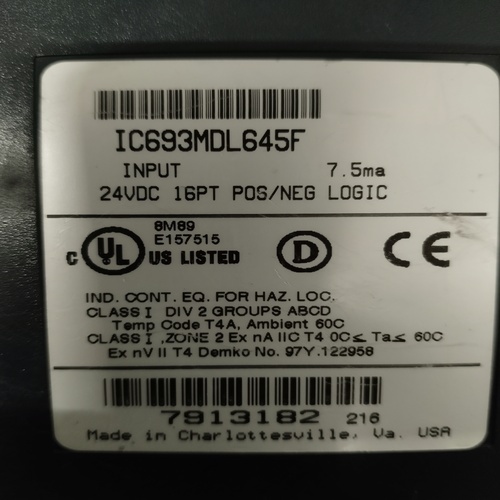 IC693MDL645F
INPUT 7.5ma
24VDC 16PT POS/NEG LOGIC
8M89
E157515
C UL US LISTED
D
CE
IND. CONT. EQ. FOR HAZ. LOC.
CLASS I DIV 2 GROUPS ABCD
Temp Code T4A, Ambient 60C
CLASS I ,ZONE 2 Ex nA IIC T4 0C≤ Ta≤ 60C
Ex nV II T4 Demko No. 97Y.122958
7913182 216
Made in Charlottesville, Va. USA